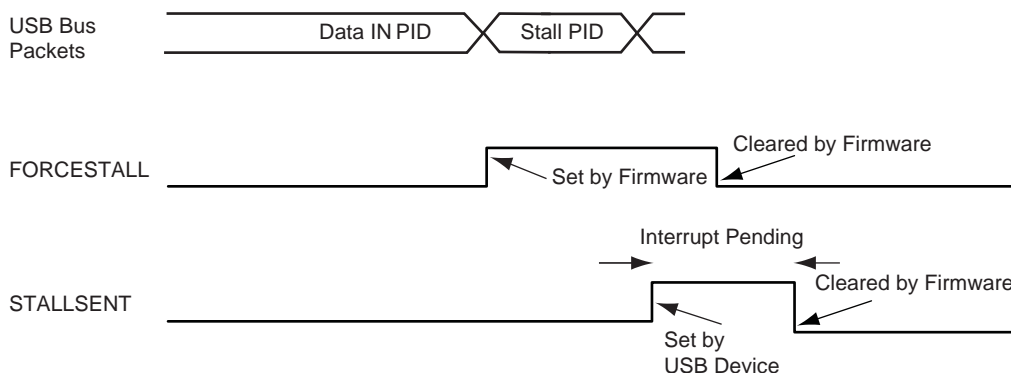 USB Bus
Packets
Data IN PID
Stall PID
FORCESTALL
Set by Firmware
Cleared by Firmware
Interrupt Pending
STALLSENT
Set by
USB Device
Cleared by Firmware